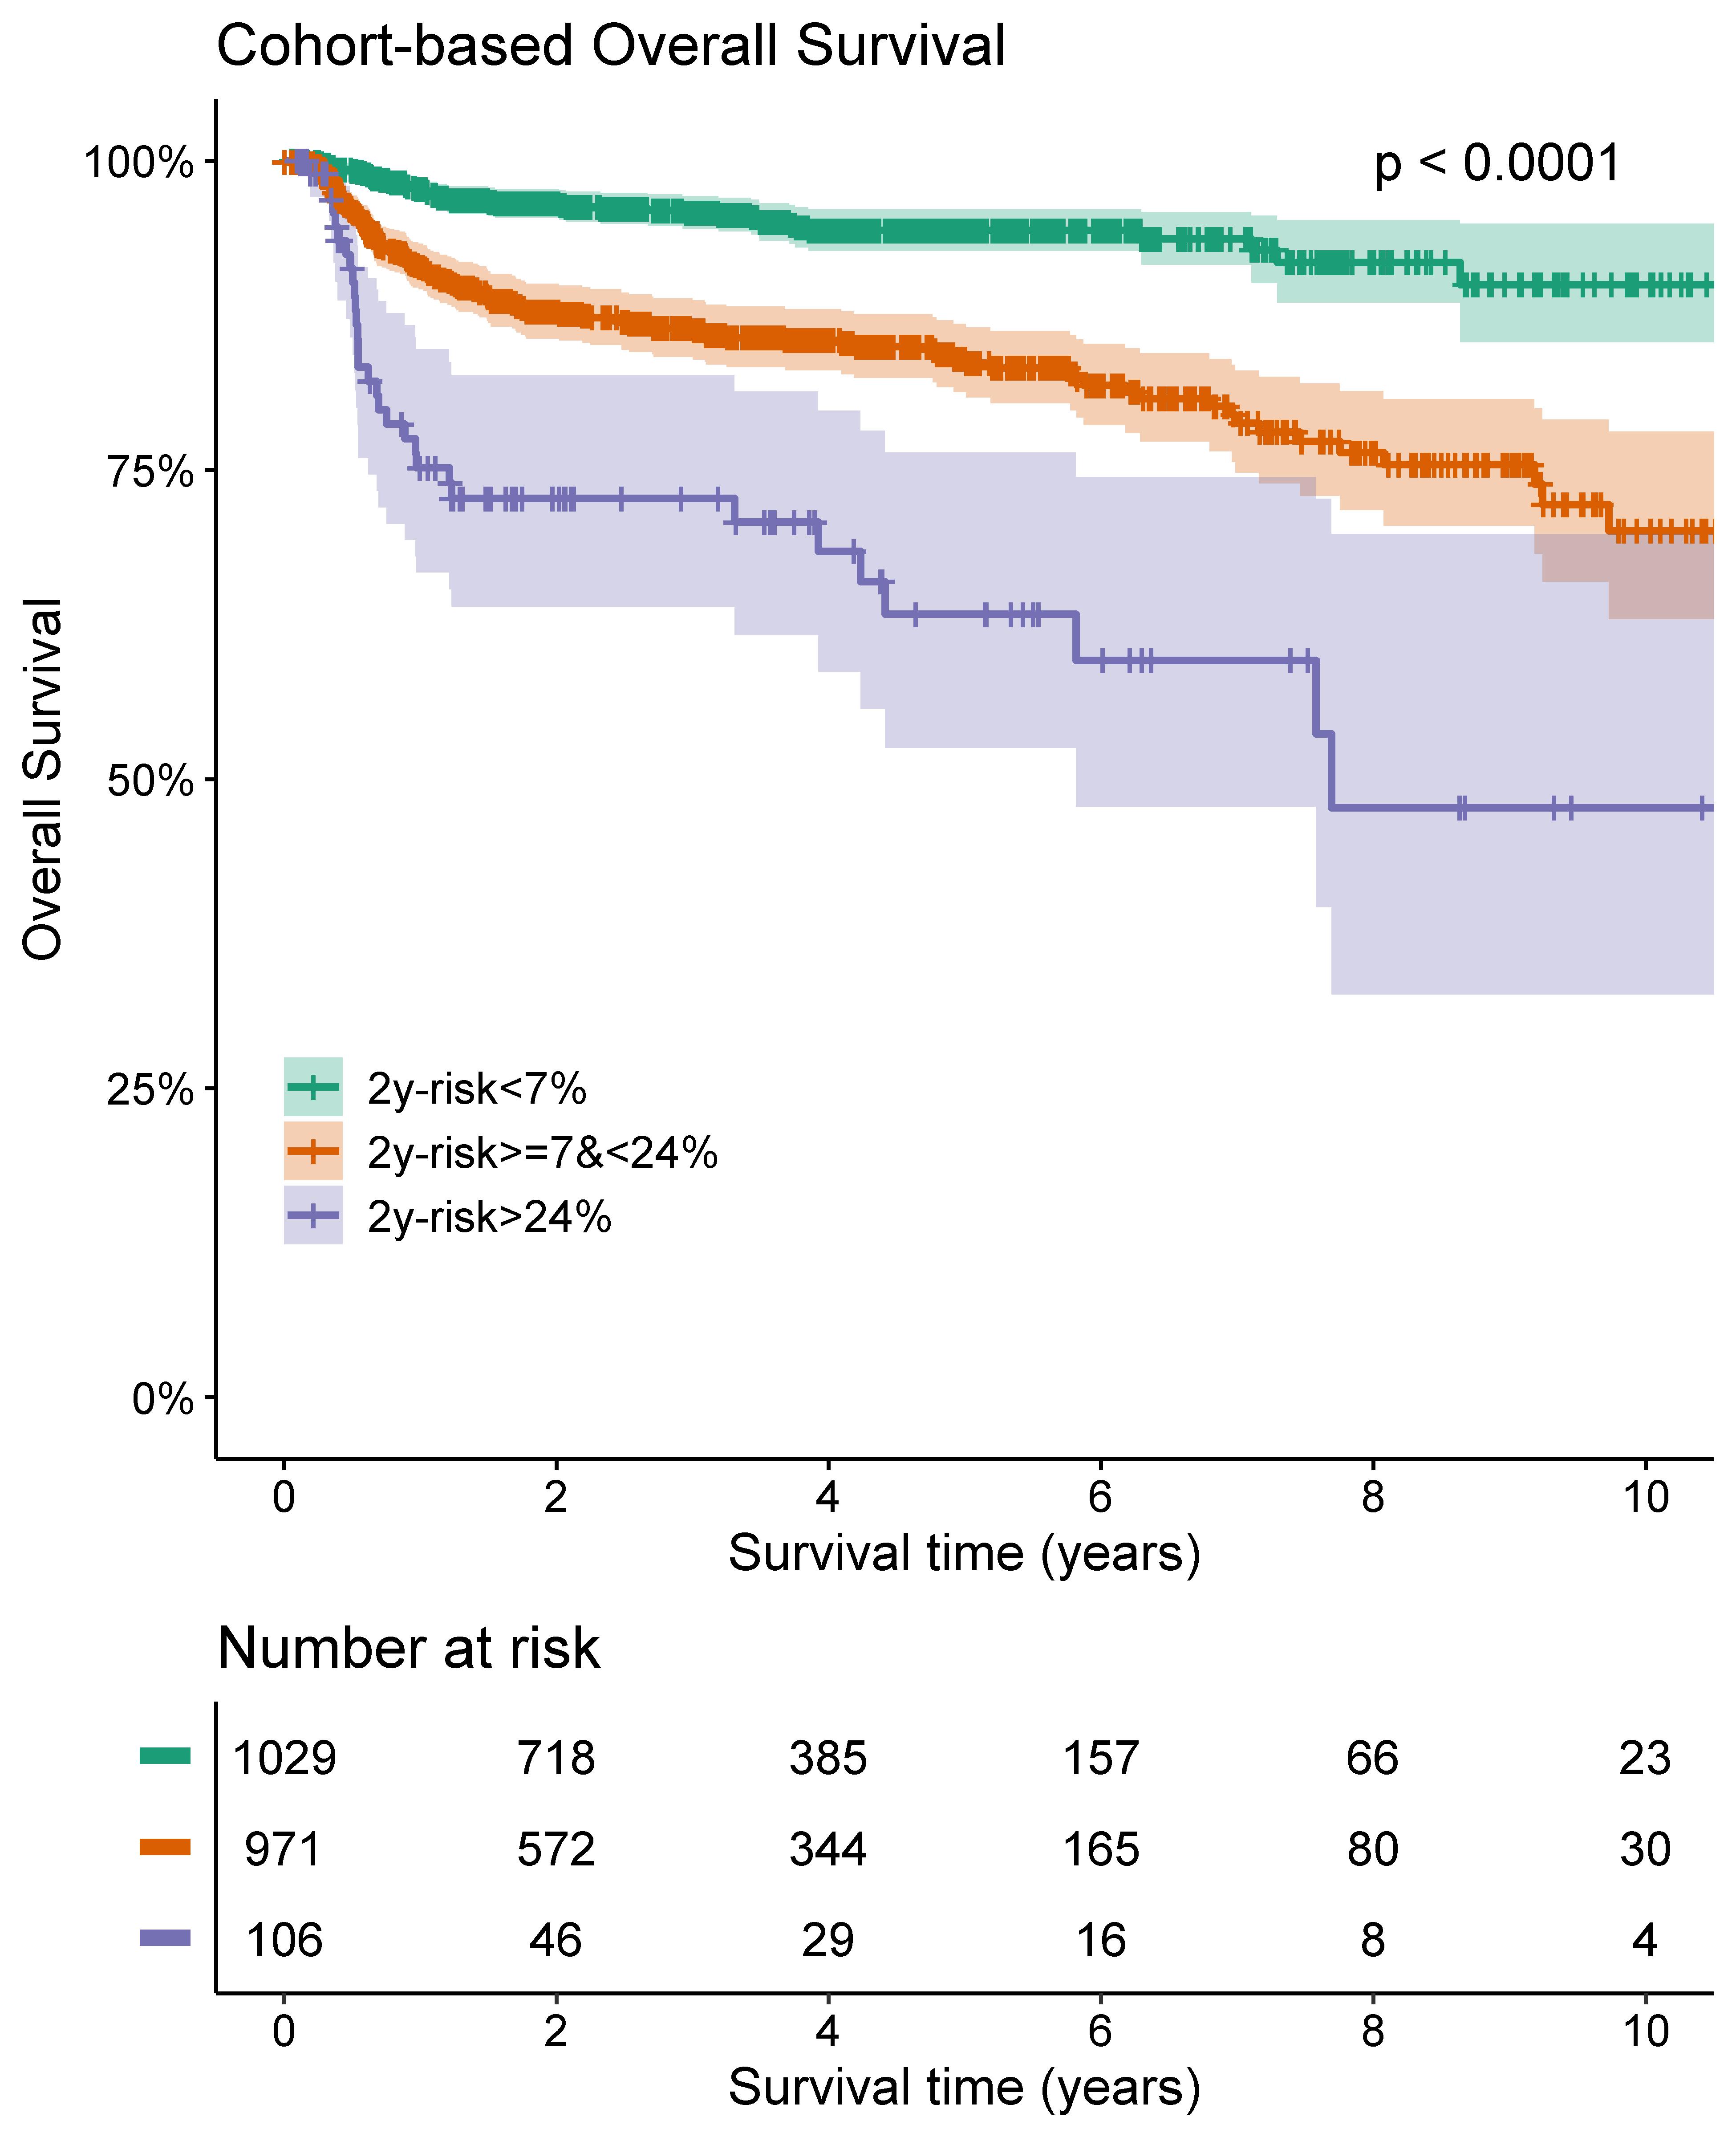 Cohort-based Overall Survival
p < 0.0001
100%
75%
50%
25%
0%
Overall Survival
2y-risk<7%
2y-risk>=7&<24%
2y-risk>24%
0 2 4 6 8 10
Survival time (years)
Number at risk
1029 718 385 157 66 23
971 572 344 165 80 30
106 46 29 16 8 4
0 2 4 6 8 10
Survival time (years)